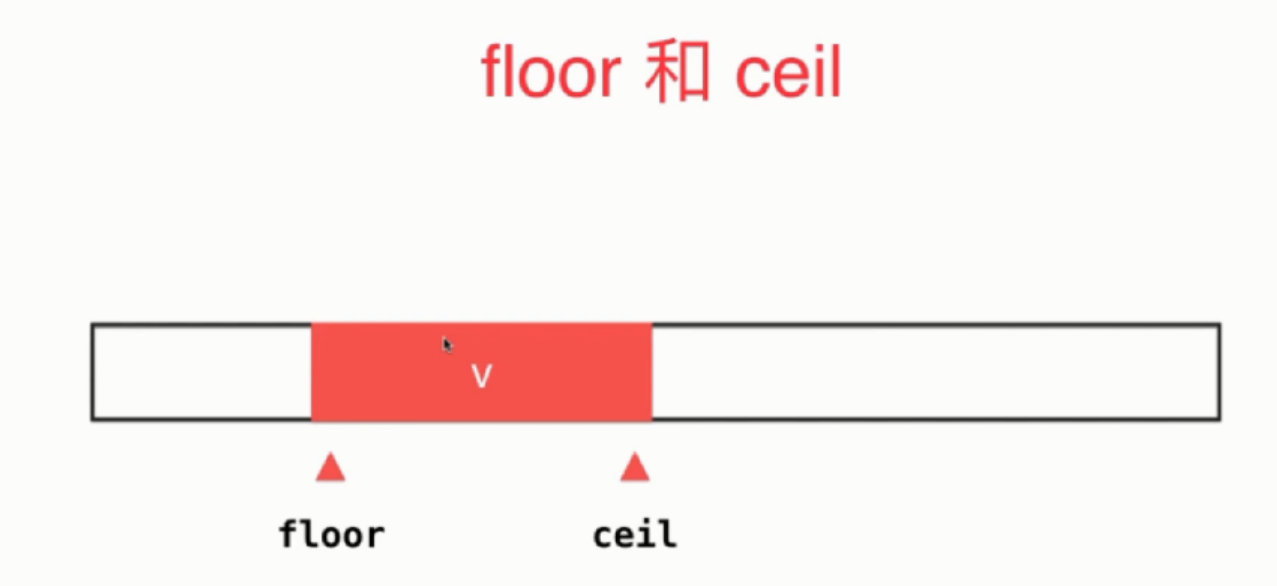 floor 和 ceil
v
floor
ceil